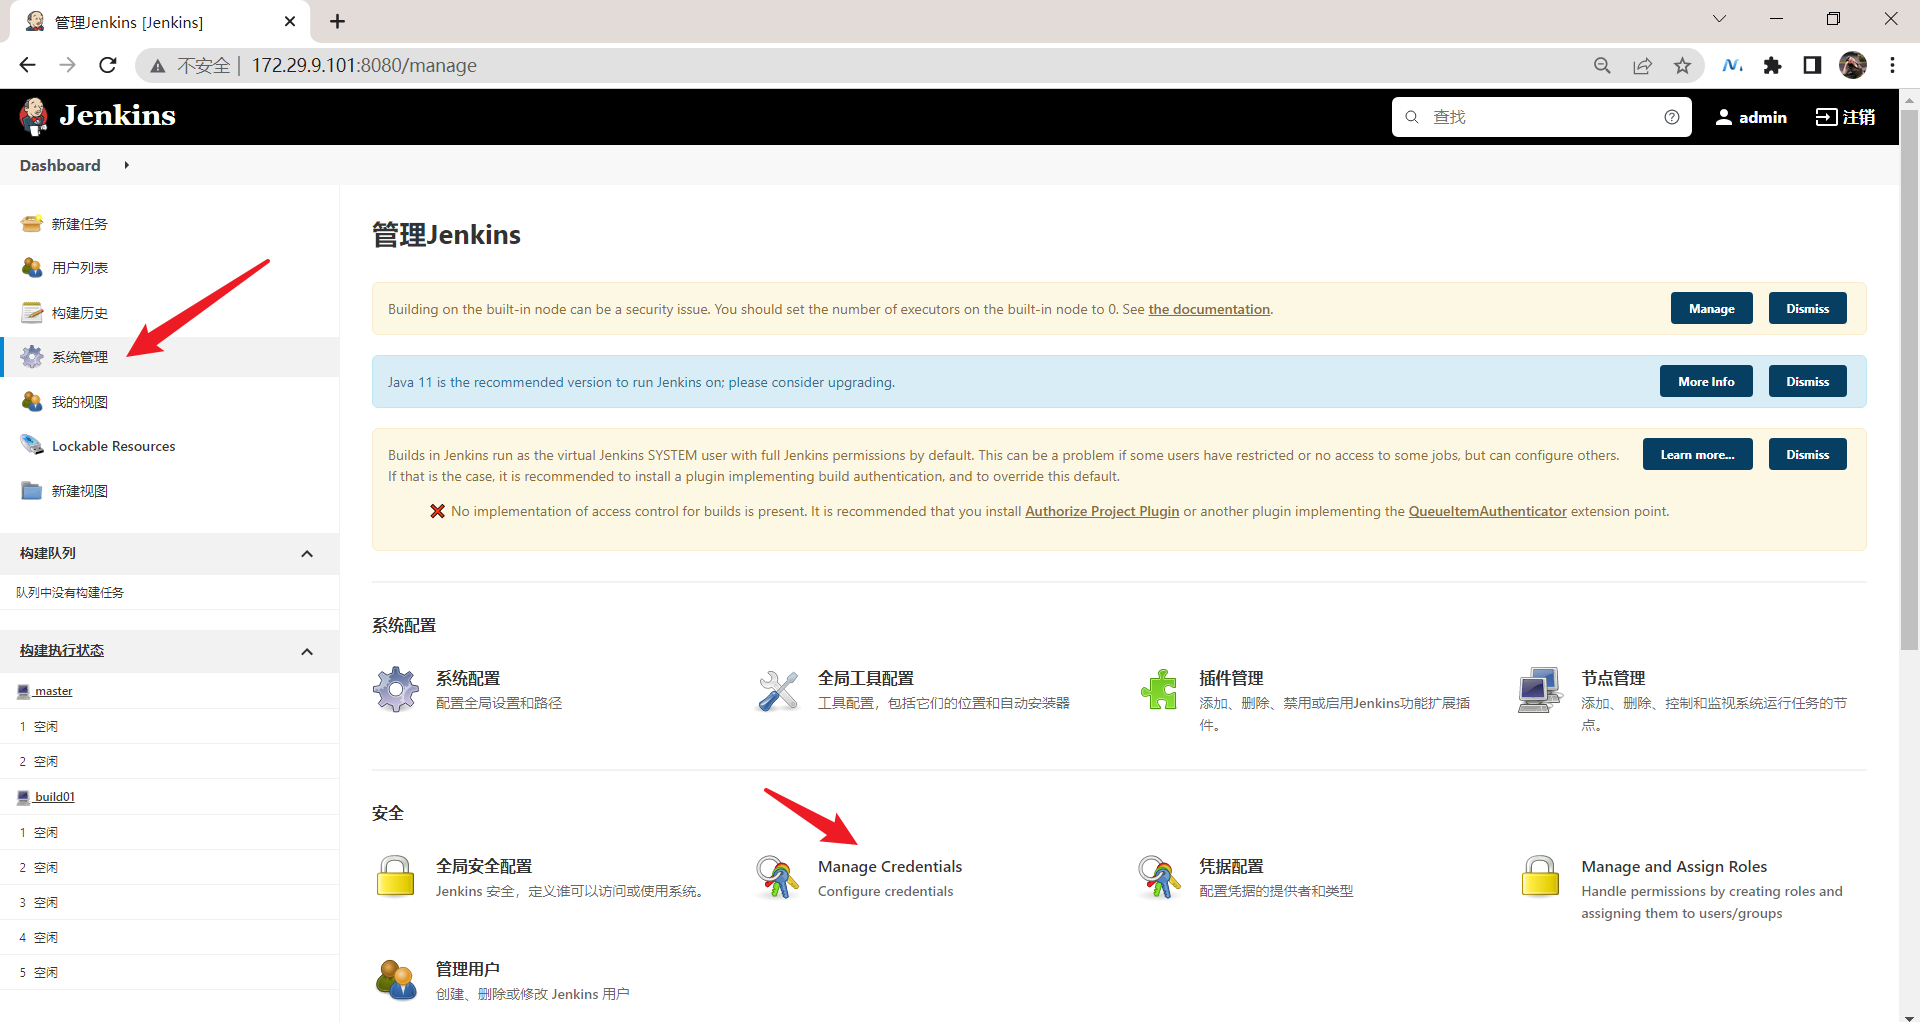 管理Jenkins [Jenkins]
不安全 | 172.29.9.101:8080/manage
Jenkins
查找
admin
注销
Dashboard
新建任务
用户列表
构建历史
系统管理
我的视图
Lockable Resources
新建视图
构建队列
队列中没有构建任务
构建执行状态
master
1 空闲
2 空闲
build01
1 空闲
2 空闲
3 空闲
4 空闲
5 空闲
管理Jenkins
Building on the built-in node can be a security issue. You should set the number of executors on the built-in node to 0. See the documentation.
Manage
Dismiss
Java 11 is the recommended version to run Jenkins on; please consider upgrading.
More Info
Dismiss
Builds in Jenkins run as the virtual Jenkins SYSTEM user with full Jenkins permissions by default. This can be a problem if some users have restricted or no access to some jobs, but can configure others.
If that is the case, it is recommended to install a plugin implementing build authentication, and to override this default.
Learn more...
Dismiss
No implementation of access control for builds is present. It is recommended that you install Authorize Project Plugin or another plugin implementing the QueueItemAuthenticator extension point.
系统配置
系统配置
配置全局设置和路径
全局工具配置
工具配置，包括它们的位置和自动安装器
插件管理
添加、删除、禁用或启用Jenkins功能扩展插
件。
节点管理
添加、删除、控制和监视系统运行任务的节
点。
安全
全局安全配置
Jenkins 安全，定义谁可以访问或使用系统。
Manage Credentials
Configure credentials
凭据配置
配置凭据的提供者和类型
Manage and Assign Roles
Handle permissions by creating roles and
assigning them to users/groups
管理用户
创建、删除或修改 Jenkins 用户